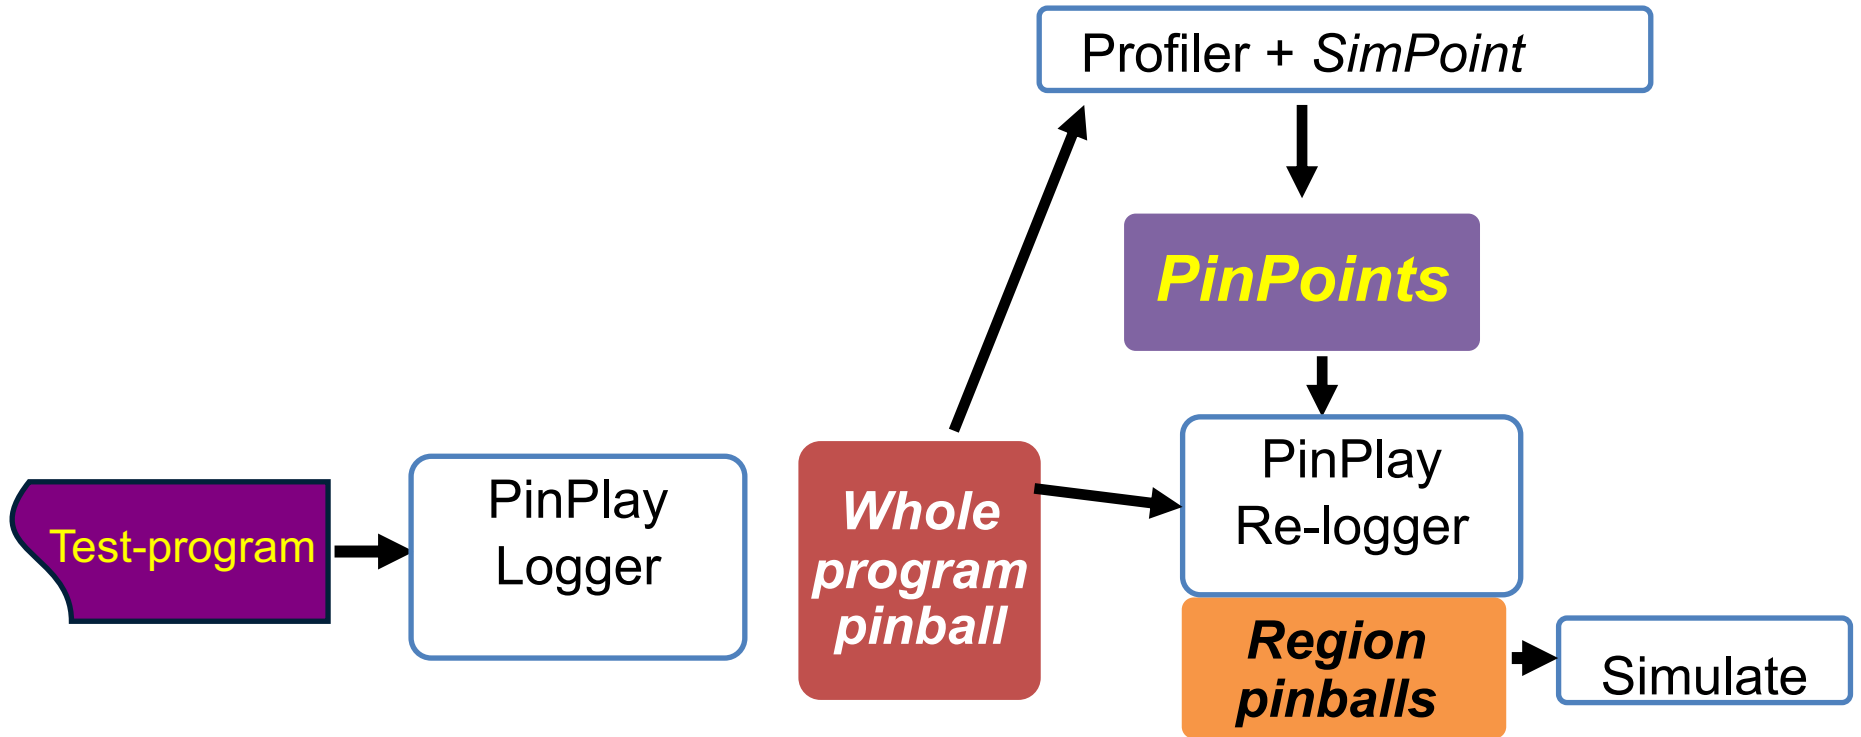 Profiler + SimPoint
PinPoints
Test-program
PinPlay
Logger
Whole
program
pinball
PinPlay
Re-logger
Region
pinballs
Simulate